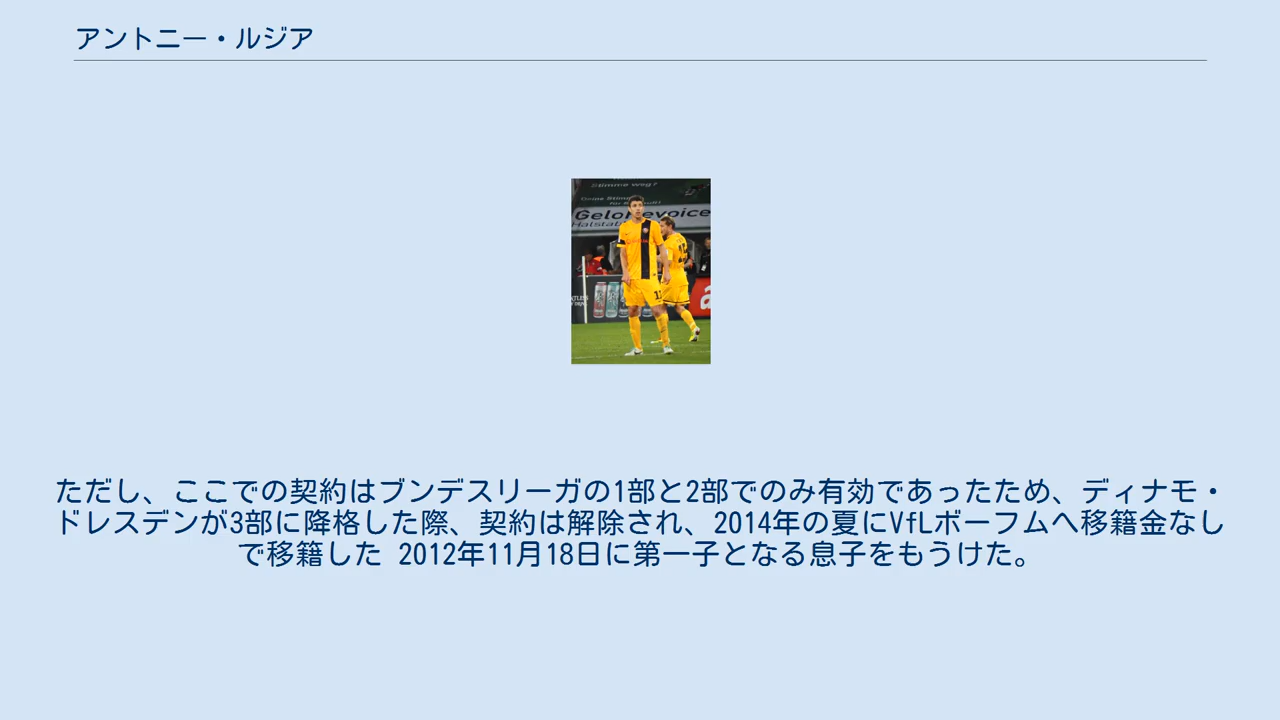 アントニー・ルジア
Stimme weg?
Gelo Revoice
Halstab
ただし、ここでの契約はブンデスリーガの1部と2部でのみ有効であったため、ディナモ・
ドレスデンが3部に降格した際、契約は解除され、2014年の夏にVfLボーフムへ移籍金なし
で移籍した 2012年11月18日に第一子となる息子をもうけた。